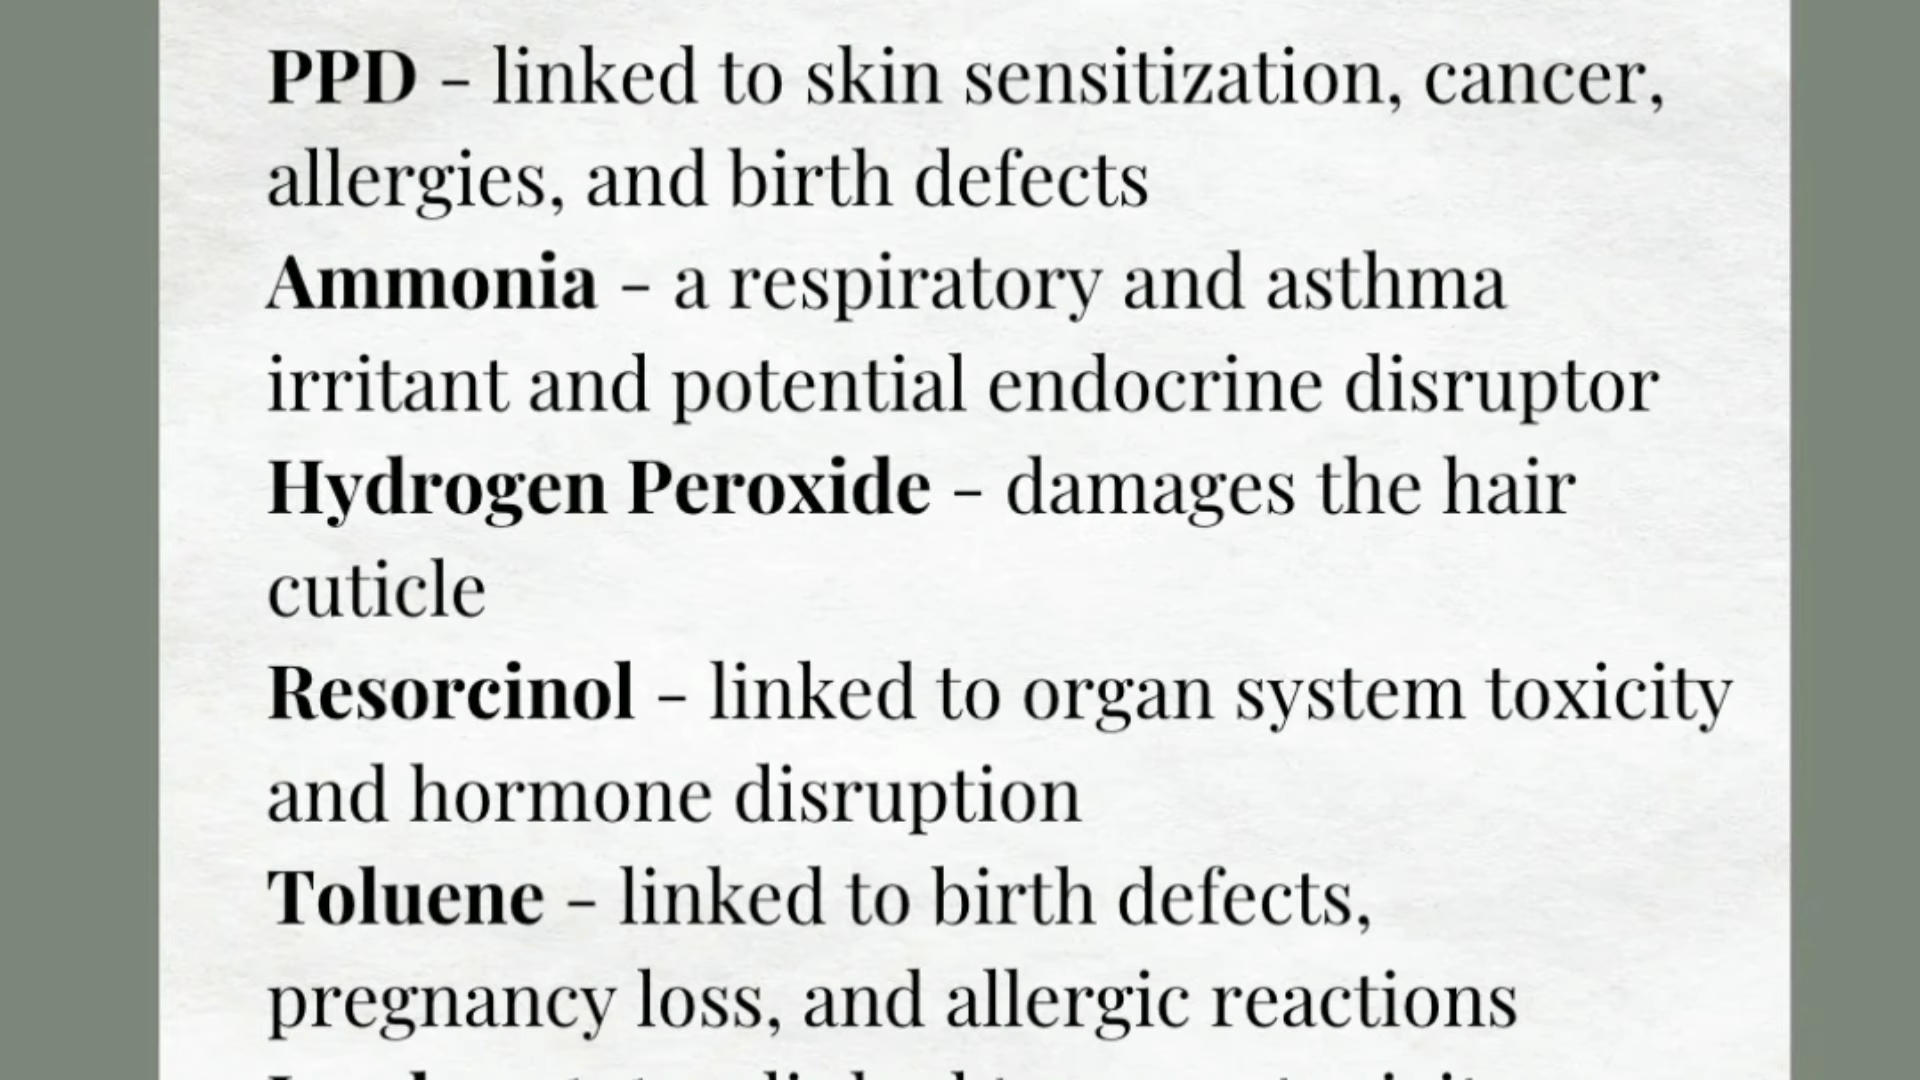 PPD - linked to skin sensitization, cancer,
allergies, and birth defects
Ammonia - a respiratory and asthma
irritant and potential endocrine disruptor
Hydrogen Peroxide - damages the hair
cuticle
Resorcinol - linked to organ system toxicity
and hormone disruption
Toluene - linked to birth defects,
pregnancy loss, and allergic reactions